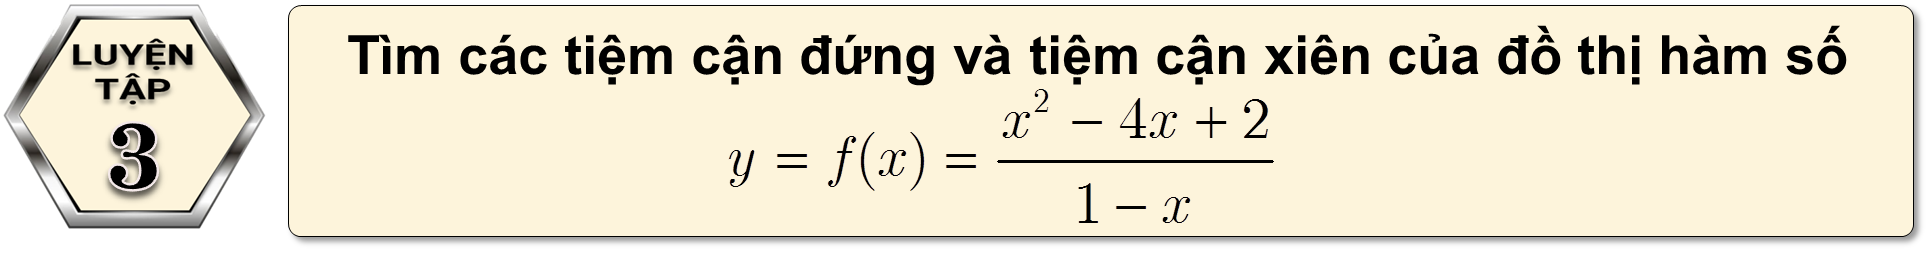 LUYỆN
TẬP
3
Tìm các tiệm cận đứng và tiệm cận xiên của đồ thị hàm số
y = f(x) = \frac{x^2 - 4x + 2}{1 - x}